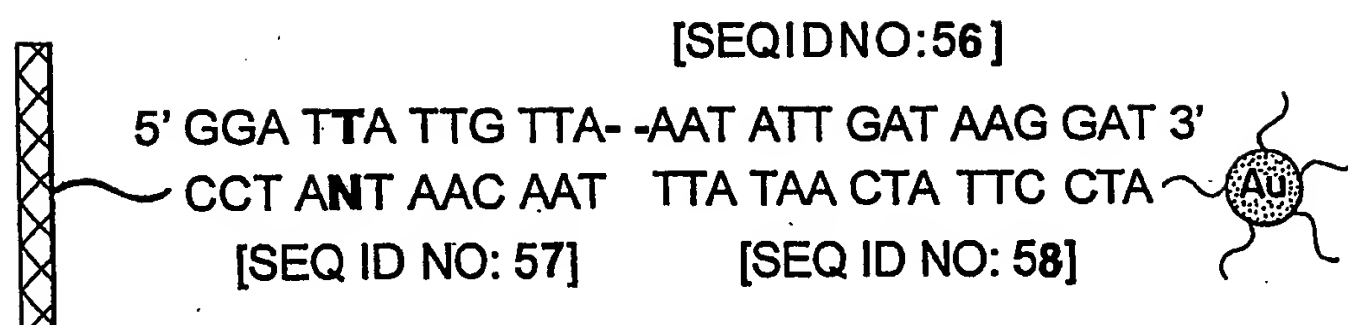 [SEQIDNO:56]
5' GGA TTA TTG TTA- -AAT ATT GAT AAG GAT 3'
CCT ANT AAC AAT TTA TAA CTA TTC CTA Au
[SEQ ID NO: 57] [SEQ ID NO: 58]